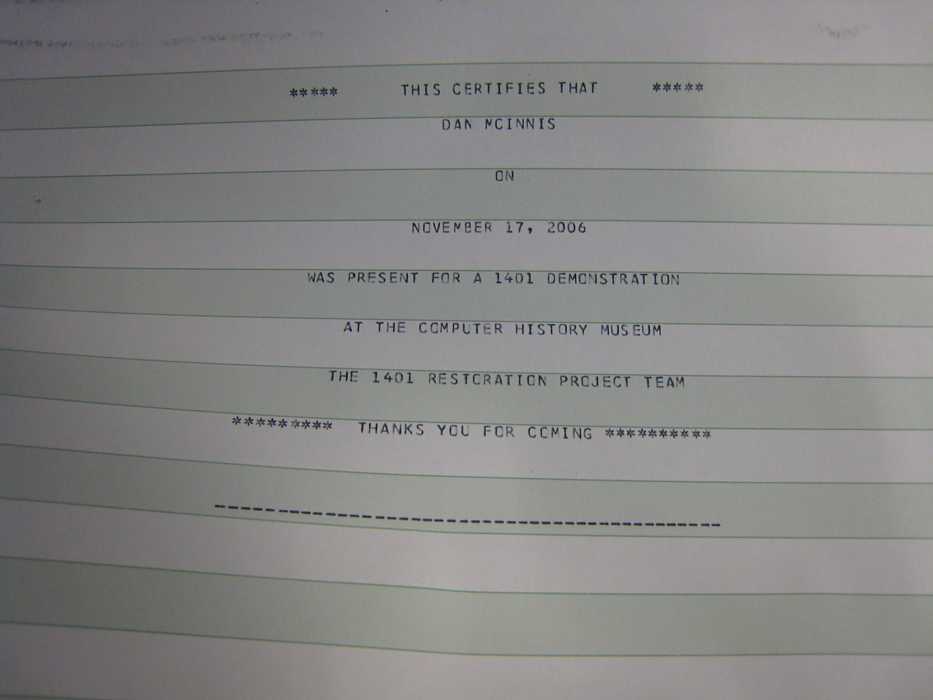 ***** THIS CERTIFIES THAT *****
DAN MCINNIS
ON
NOVEMBER 17, 2006
WAS PRESENT FOR A 1401 DEMONSTRATION
AT THE COMPUTER HISTORY MUSEUM
THE 1401 RESTORATION PROJECT TEAM
********* THANKS YOU FOR COMING **********